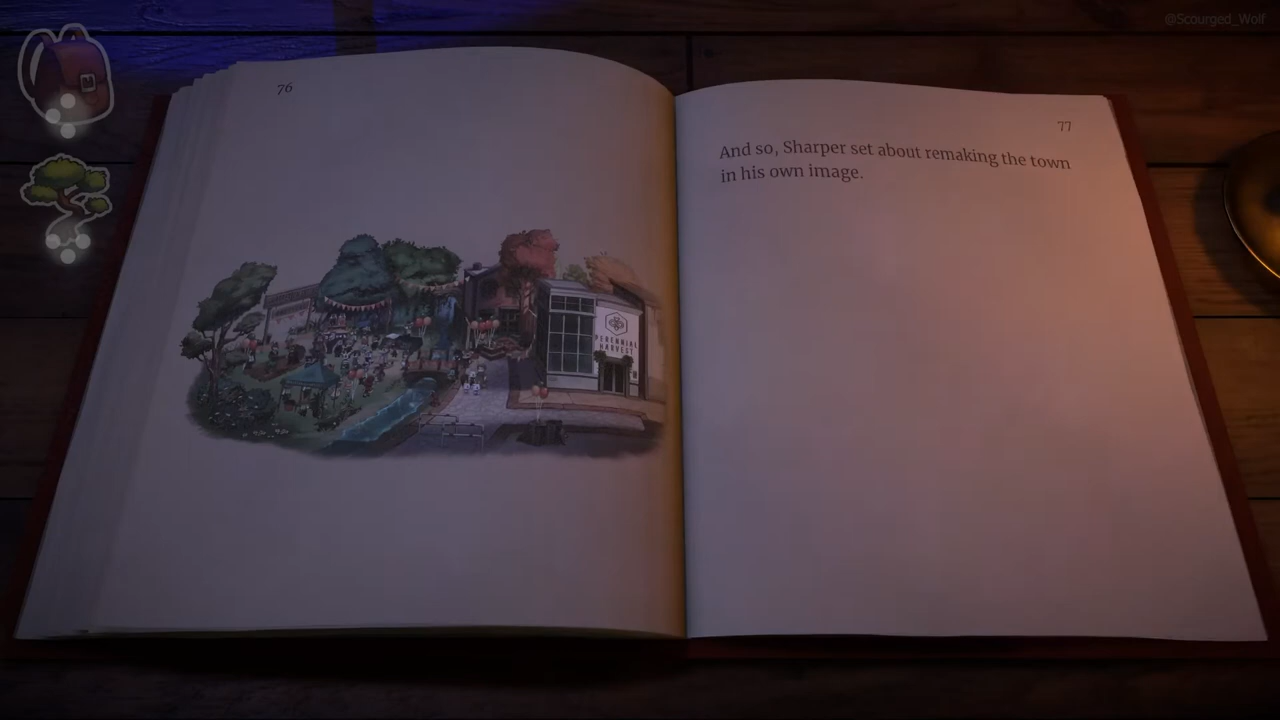 @Scourged_Wolf
76
77
And so, Sharper set about remaking the town
in his own image.
PERENNIAL
HARVEST